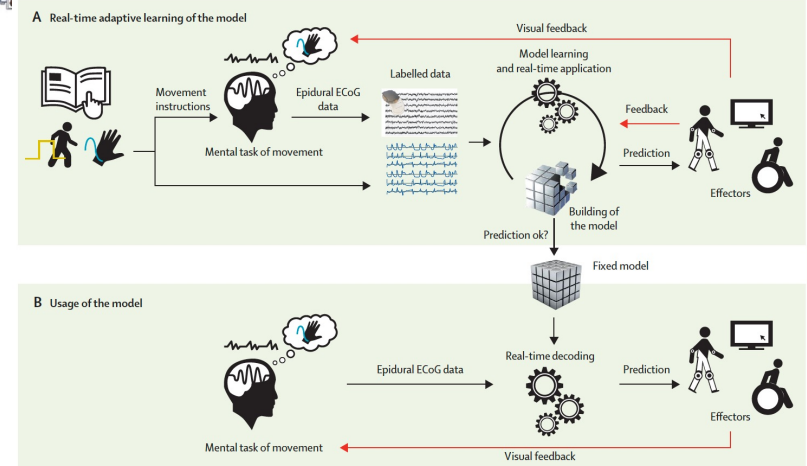 A Real-time adaptive learning of the model
Visual feedback
Model learning
and real-time application
Labelled data
Movement
instructions
Epidural ECoG
data
Feedback
Mental task of movement
Prediction
Effectors
Building of
the model
Prediction ok?
Fixed model
B Usage of the model
Real-time decoding
Epidural ECoG data
Prediction
Effectors
Mental task of movement
Visual feedback